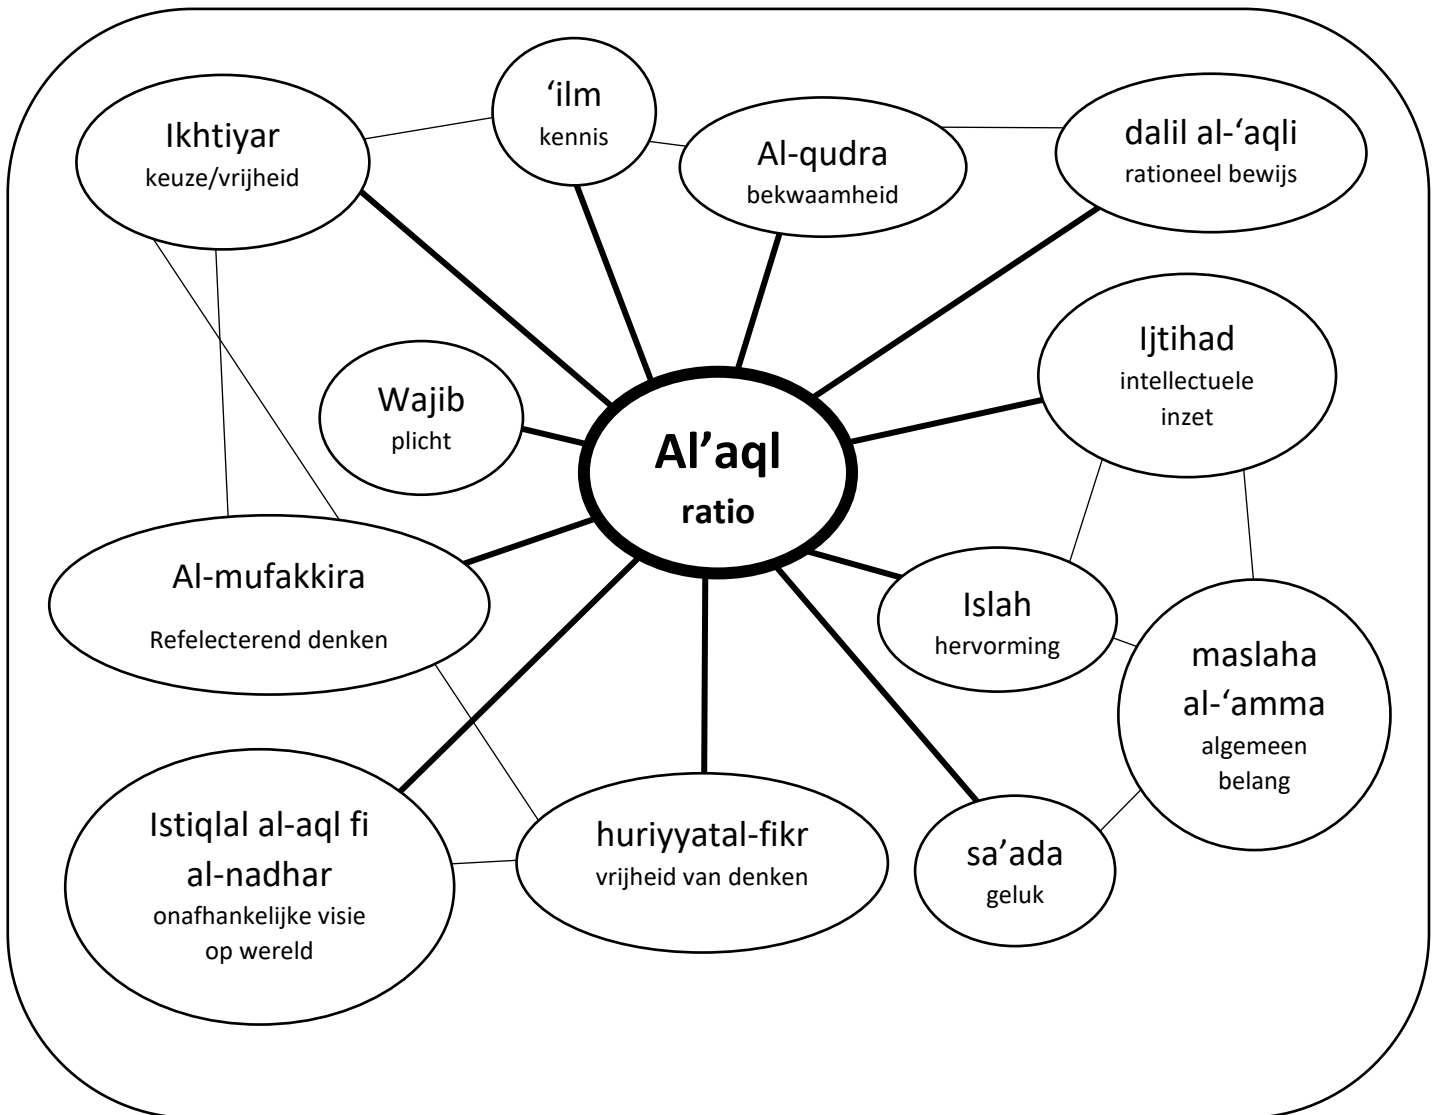 Ikhtiyar
keuze/vrijheid
‘ilm
kennis
Al-qudra
bekwaamheid
dalil al-‘aqli
rationeel bewijs
Wajib
plicht
Al’aql
ratio
Ijtihad
intellectuele
inzet
Al-mufakkira
Refelecterend denken
Islah
hervorming
maslaha
al-‘amma
algemeen
belang
Istiqlal al-aql fi
al-nadhar
onafhankelijke visie
op wereld
huriyyatal-fikr
vrijheid van denken
sa’ada
geluk